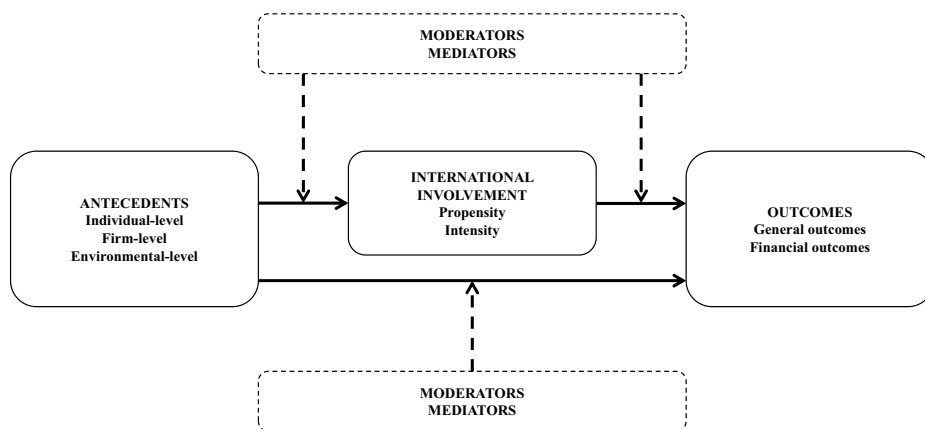 MODERATORS
MEDIATORS
ANTECEDENTS
Individual-level
Firm-level
Environmental-level
INTERNATIONAL
INVOLVEMENT
Propensity
Intensity
OUTCOMES
General outcomes
Financial outcomes
MODERATORS
MEDIATORS